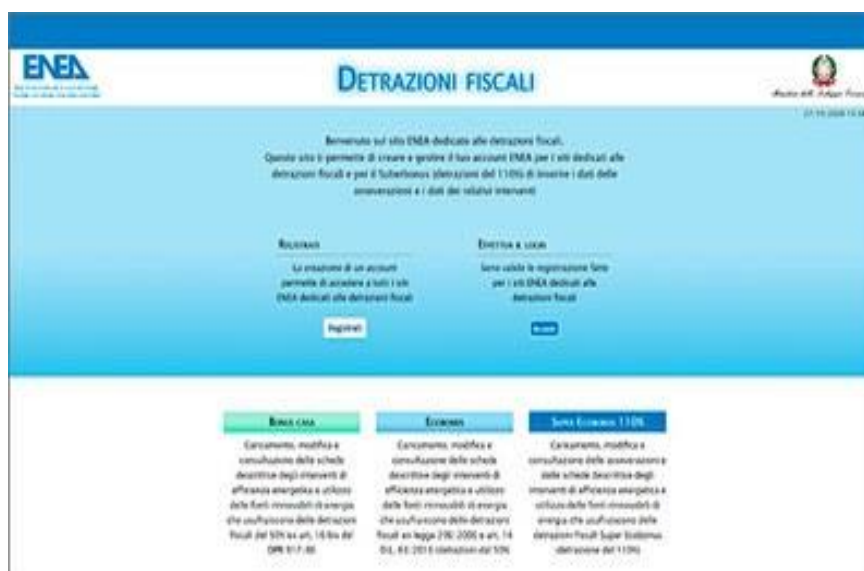 ENEA
DETRAZIONI FISCALI
Benvenuto sul sito ENEA dedicato alle detrazioni fiscali.
Questo sito ti permette di creare e gestire il tuo account ENEA per i siti dedicati alle
detrazioni fiscali e per il (detrazioni del 110%) di inserire i dati delle
asseverazioni e i dati dei relativi interventi
REGISTRATI
EFFETTUA IL LOGIN
La creazione di un account
permette di accedere a tutti i siti
ENEA dedicati alle detrazioni fiscali
Sono valide le registrazione fatte
per i siti ENEA dedicati alle
detrazioni fiscali
Registrati
BONUS CASA
Caricamento, modifica e
consultazione delle schede
descrittive degli interventi di
efficienza energetica e utilizzo
delle fonti rinnovabili di energia
che usufruiscono delle detrazioni
fiscali del 50% ex art. 16 bis del
DPR 917/86
ECOBONUS
Caricamento, modifica e
consultazione delle schede
descrittive degli interventi di
efficienza energetica e utilizzo
delle fonti rinnovabili di energia
che usufruiscono delle detrazioni
fiscali ex legge 296/2006 e art. 14
D.L. 63/2013 (detrazioni dal 50%
SUPER ECOBONUS 110%
Caricamento, modifica e
consultazione delle asseverazioni e
delle schede descrittive degli
interventi di efficienza energetica e
utilizzo delle fonti rinnovabili di
energia che usufruiscono delle
detrazioni fiscali Super Ecobonus
(detrazione del 110%)